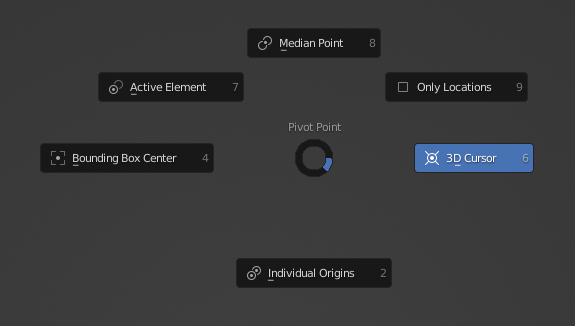 Median Point 8
Active Element 7
Only Locations 9
Pivot Point
Bounding Box Center 4
3D Cursor 6
Individual Origins 2